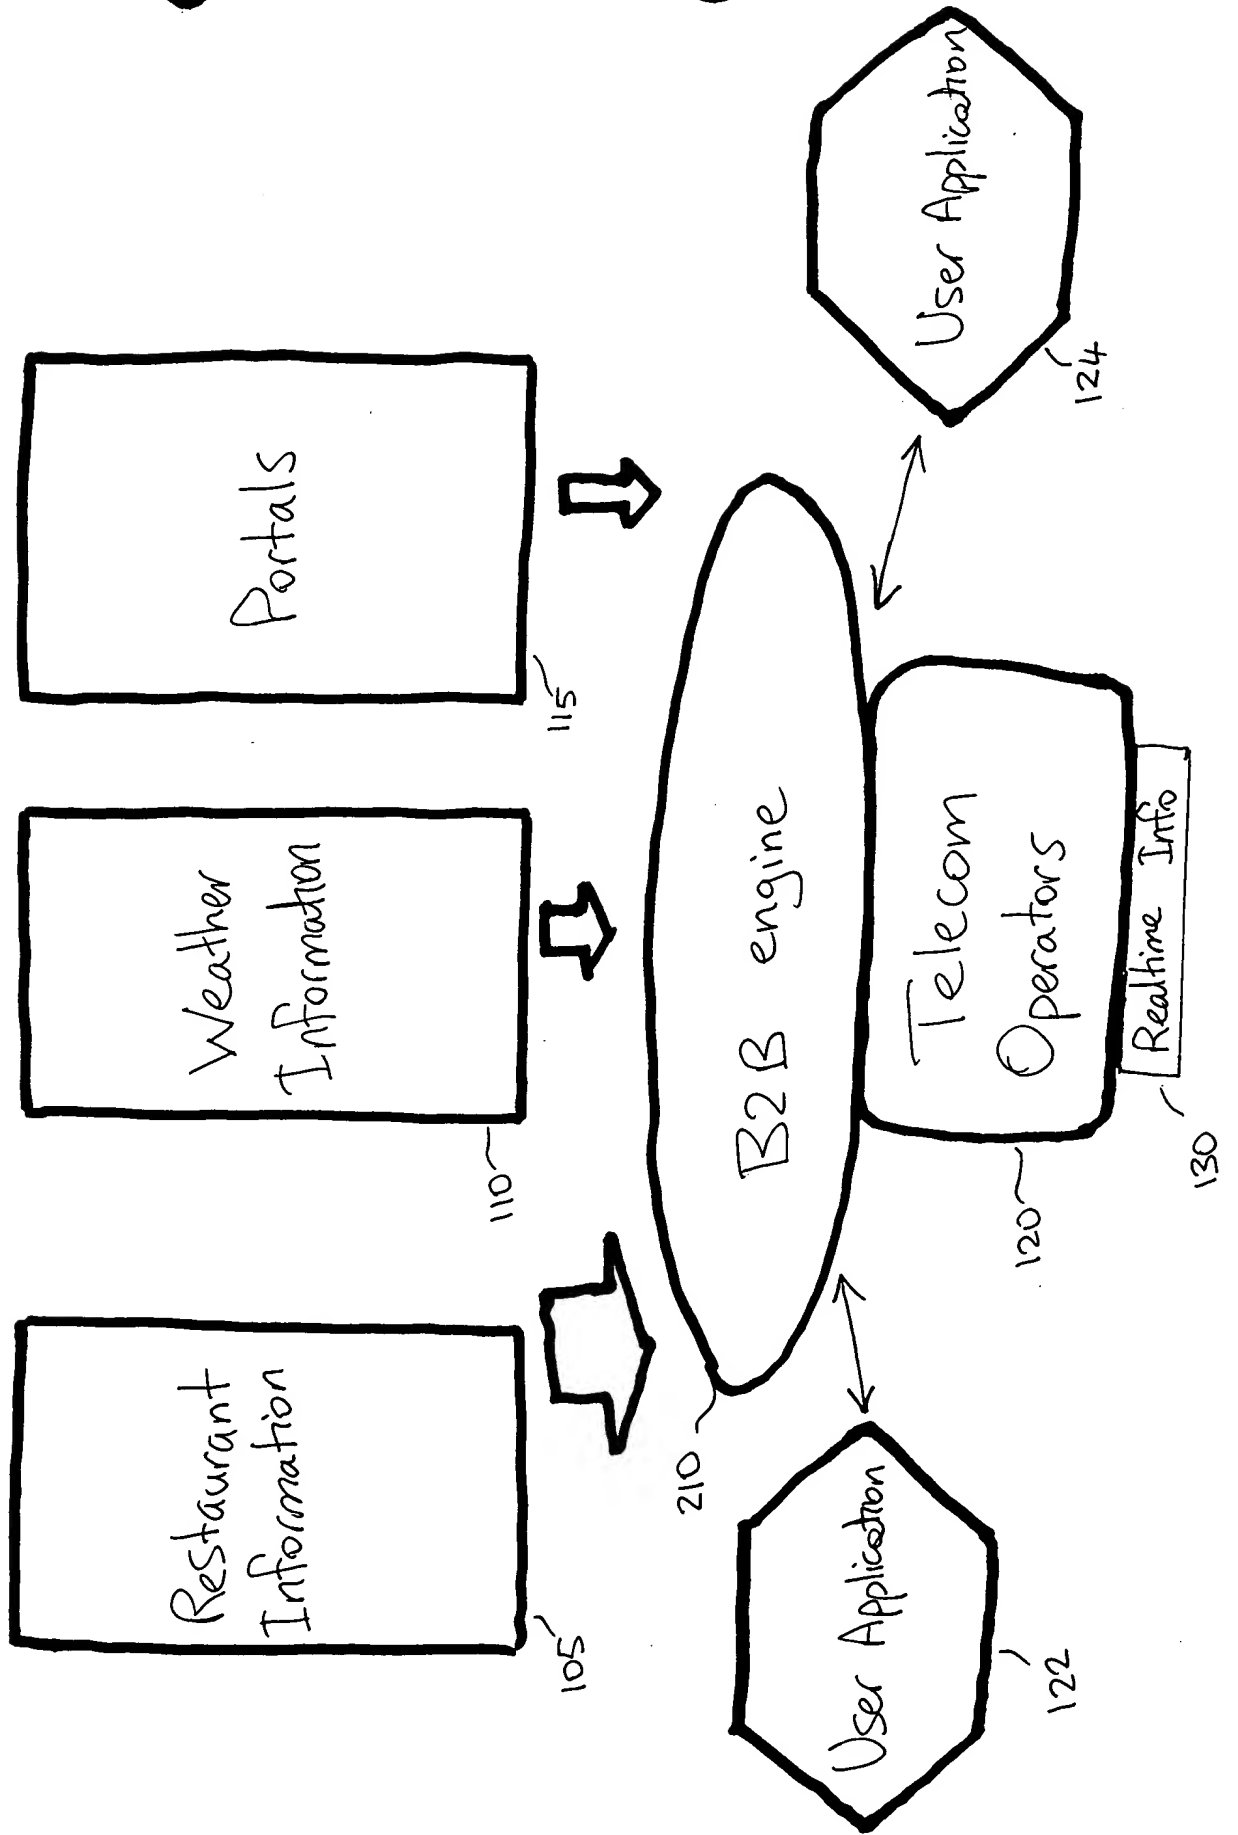 Restaurant
Information
105
Weather
Information
110
Portals
115
B2B engine
210
Telecom
Operators
120
Realtime Info
130
User Application
122
User Application
124